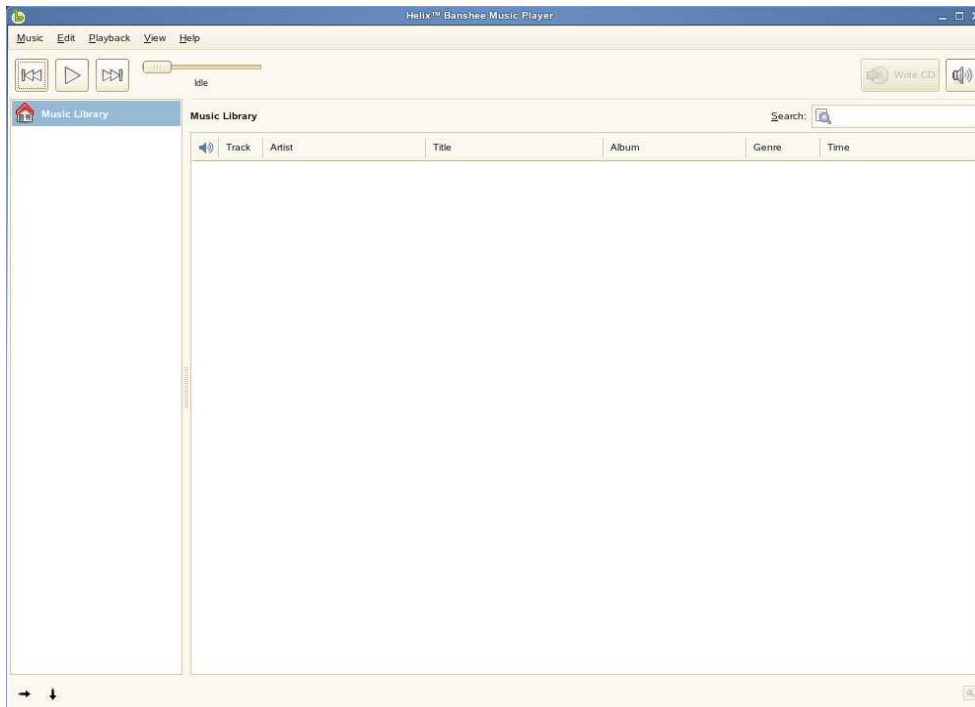 Helix™ Banshee Music Player
Music Edit Playback View Help
Idle
Write CD
Music Library
Music Library
Search:
Track Artist Title Album Genre Time